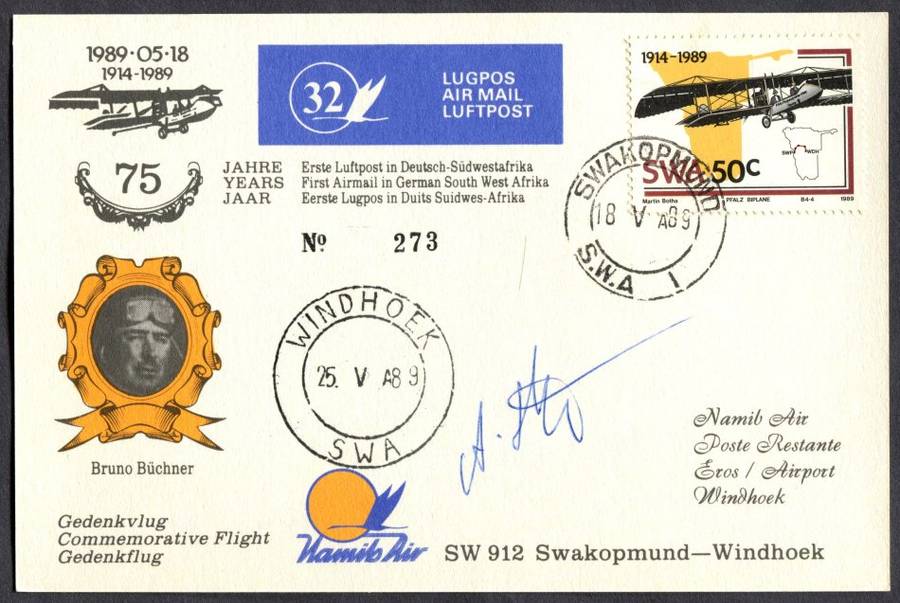 1989·05·18
1914-1989
75
JAHRE Erste Luftpost in Deutsch-Südwestafrika
YEARS First Airmail in German South West Africa
JAAR Eerste Lugpos in Duits Suidwes-Afrika
32
LUGPOS
AIR MAIL
LUFTPOST
1914-1989
SWP
WDH
SWA 50c
Martin Botha PFALZ BIPLANE 84-4 1989
SWAKOPMUND
18 V A89
S.W.A 1
No 273
WINDHOEK
25. V A89
SWA
Bruno Büchner
Namib Air
Poste Restante
Eros / Airport
Windhoek
Gedenkvlug
Commemorative Flight
Gedenkflug
Namib Air
SW 912 Swakopmund—Windhoek